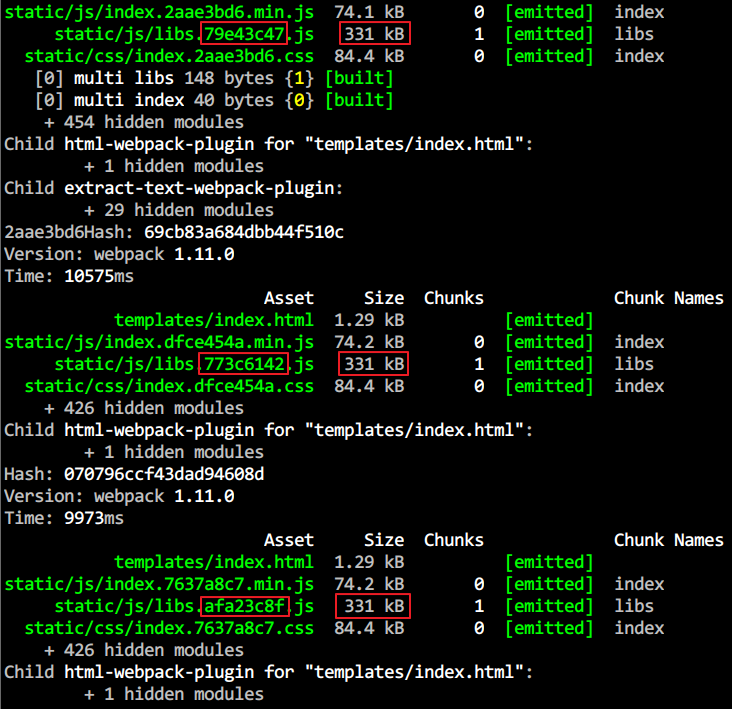 static/js/index.2aae3bd6.min.js 74.1 kB 0 [emitted] index
static/js/libs.79e43c47.js 331 kB 1 [emitted] libs
static/css/index.2aae3bd6.css 84.4 kB 0 [emitted] index
[0] multi libs 148 bytes {1} [built]
[0] multi index 40 bytes {0} [built]
+ 454 hidden modules
Child html-webpack-plugin for "templates/index.html":
+ 1 hidden modules
Child extract-text-webpack-plugin:
+ 29 hidden modules
2aae3bd6Hash: 69cb83a684dbb44f510c
Version: webpack 1.11.0
Time: 10575ms
Asset Size Chunks Chunk Names
templates/index.html 1.29 kB [emitted]
static/js/index.dfce454a.min.js 74.2 kB 0 [emitted] index
static/js/libs.773c6142.js 331 kB 1 [emitted] libs
static/css/index.dfce454a.css 84.4 kB 0 [emitted] index
+ 426 hidden modules
Child html-webpack-plugin for "templates/index.html":
+ 1 hidden modules
Hash: 070796ccf43dad94608d
Version: webpack 1.11.0
Time: 9973ms
Asset Size Chunks Chunk Names
templates/index.html 1.29 kB [emitted]
static/js/index.7637a8c7.min.js 74.2 kB 0 [emitted] index
static/js/libs.afa23c8f.js 331 kB 1 [emitted] libs
static/css/index.7637a8c7.css 84.4 kB 0 [emitted] index
+ 426 hidden modules
Child html-webpack-plugin for "templates/index.html":
+ 1 hidden modules